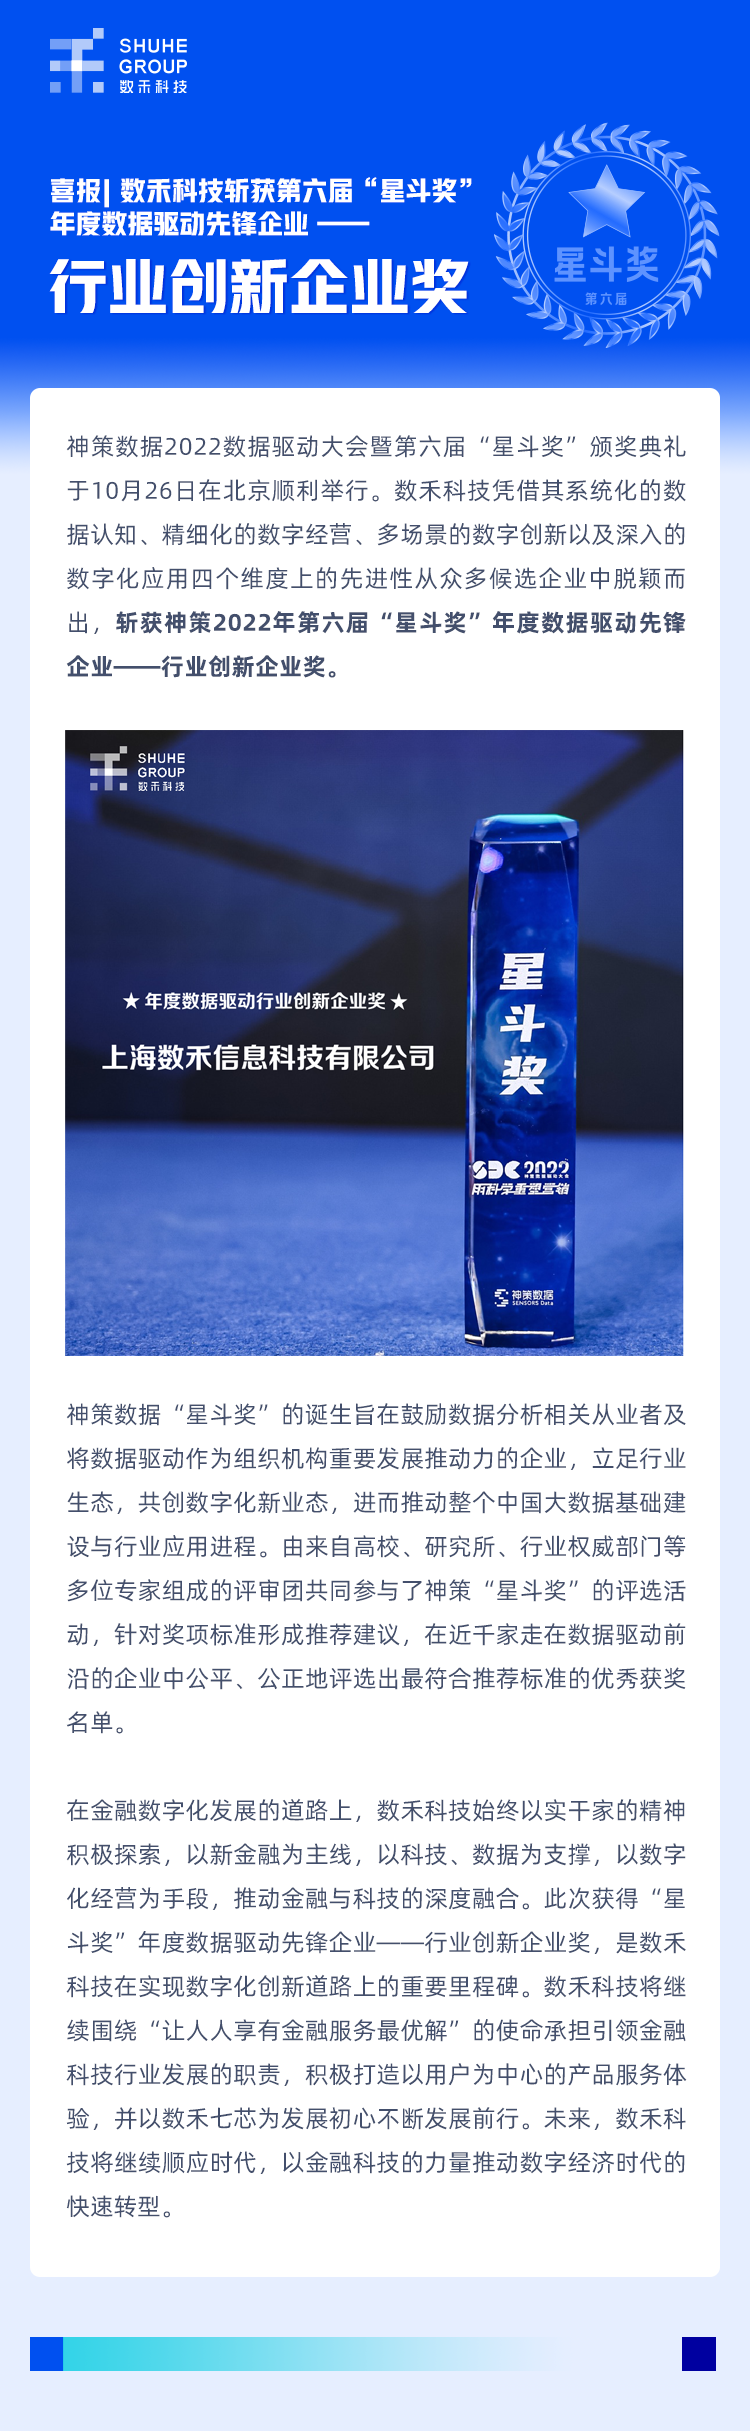 SHUHE
GROUP
数禾科技
喜报| 数禾科技斩获第六届“星斗奖”
年度数据驱动先锋企业 ——
行业创新企业奖
星斗奖
第六届
神策数据2022数据驱动大会暨第六届“星斗奖”颁奖典礼
于10月26日在北京顺利举行。数禾科技凭借其系统化的数
据认知、精细化的数字经营、多场景的数字创新以及深入的
数字化应用四个维度上的先进性从众多候选企业中脱颖而
出，斩获神策2022年第六届“星斗奖”年度数据驱动先锋
企业——行业创新企业奖。
SHUHE
GROUP
数禾科技
★ 年度数据驱动行业创新企业奖 ★
上海数禾信息科技有限公司
星
斗
奖
SDC 2022
神策数据驱动大会
神策数据
SENSORS Data
神策数据“星斗奖”的诞生旨在鼓励数据分析相关从业者及
将数据驱动作为组织机构重要发展推动力的企业，立足行业
生态，共创数字化新业态，进而推动整个中国大数据基础建
设与行业应用进程。由来自高校、研究所、行业权威部门等
多位专家组成的评审团共同参与了神策“星斗奖”的评选活
动，针对奖项标准形成推荐建议，在近千家走在数据驱动前
沿的企业中公平、公正地评选出最符合推荐标准的优秀获奖
名单。
在金融数字化发展的道路上，数禾科技始终以实干家的精神
积极探索，以新金融为主线，以科技、数据为支撑，以数字
化经营为手段，推动金融与科技的深度融合。此次获得“星
斗奖”年度数据驱动先锋企业——行业创新企业奖，是数禾
科技在实现数字化创新道路上的重要里程碑。数禾科技将继
续围绕“让人人享有金融服务最优解”的使命承担引领金融
科技行业发展的职责，积极打造以用户为中心的产品服务体
验，并以数禾七芯为发展初心不断发展前行。未来，数禾科
技将继续顺应时代，以金融科技的力量推动数字经济时代的
快速转型。